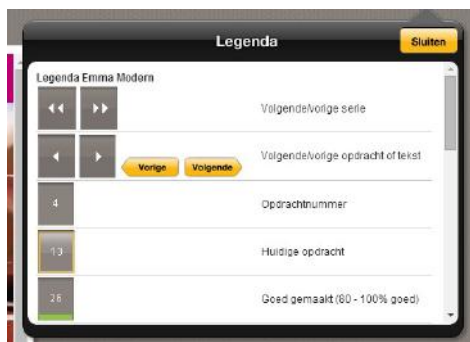 Legenda
Sluiten
Legenda Emma Modern
Volgende/vorige serie
Vorige Volgende Volgende/vorige opdracht of tekst
4 Opdrachtnummer
13 Huidige opdracht
26 Goed gemaakt (80 - 100% goed)